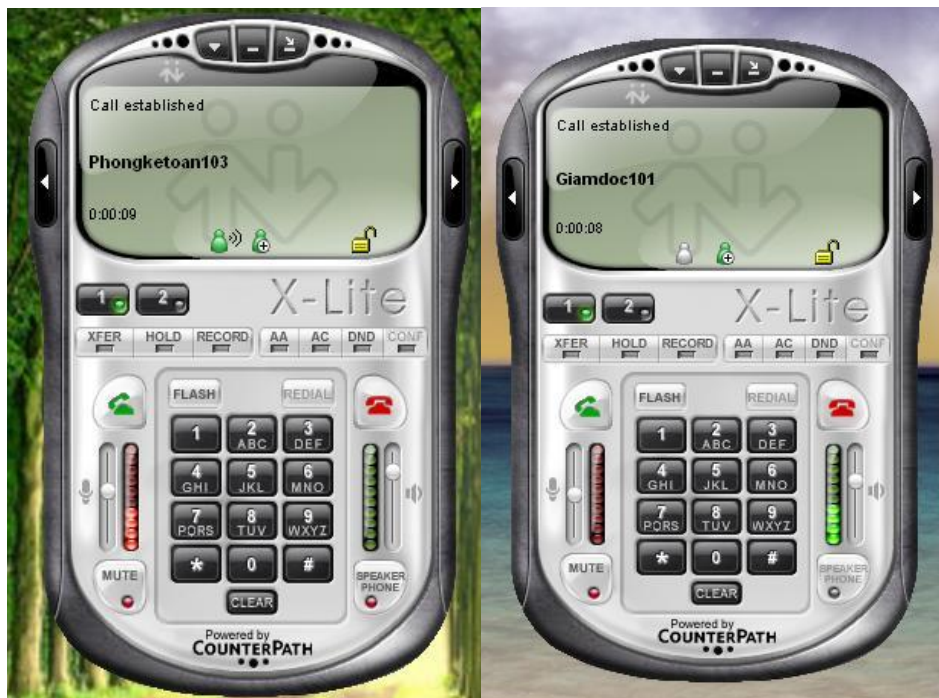 Call established
Phongketoan103
0:00:09
1 2
X-Lite
XFER HOLD RECORD AA AC DND CONF
FLASH REDIAL
1 2 ABC 3 DEF
4 GHI 5 JKL 6 MNO
7 PQRS 8 TUV 9 WXYZ
* 0 #
MUTE
SPEAKER PHONE
CLEAR
Powered by
COUNTERPATH
Call established
Giamdoc101
0:00:08
1 2
X-Lite
XFER HOLD RECORD AA AC DND CONF
FLASH REDIAL
1 2 ABC 3 DEF
4 GHI 5 JKL 6 MNO
7 PQRS 8 TUV 9 WXYZ
* 0 #
MUTE
SPEAKER PHONE
CLEAR
Powered by
COUNTERPATH